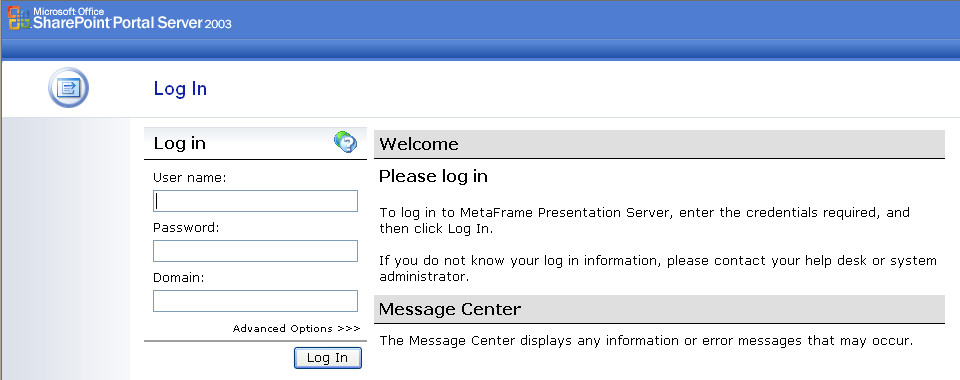 Microsoft Office
SharePoint Portal Server 2003
Log In
Log in
User name:
Password:
Domain:
Advanced Options >>>
Log In
Welcome
Please log in
To log in to MetaFrame Presentation Server, enter the credentials required, and
then click Log In.
If you do not know your log in information, please contact your help desk or system
administrator.
Message Center
The Message Center displays any information or error messages that may occur.